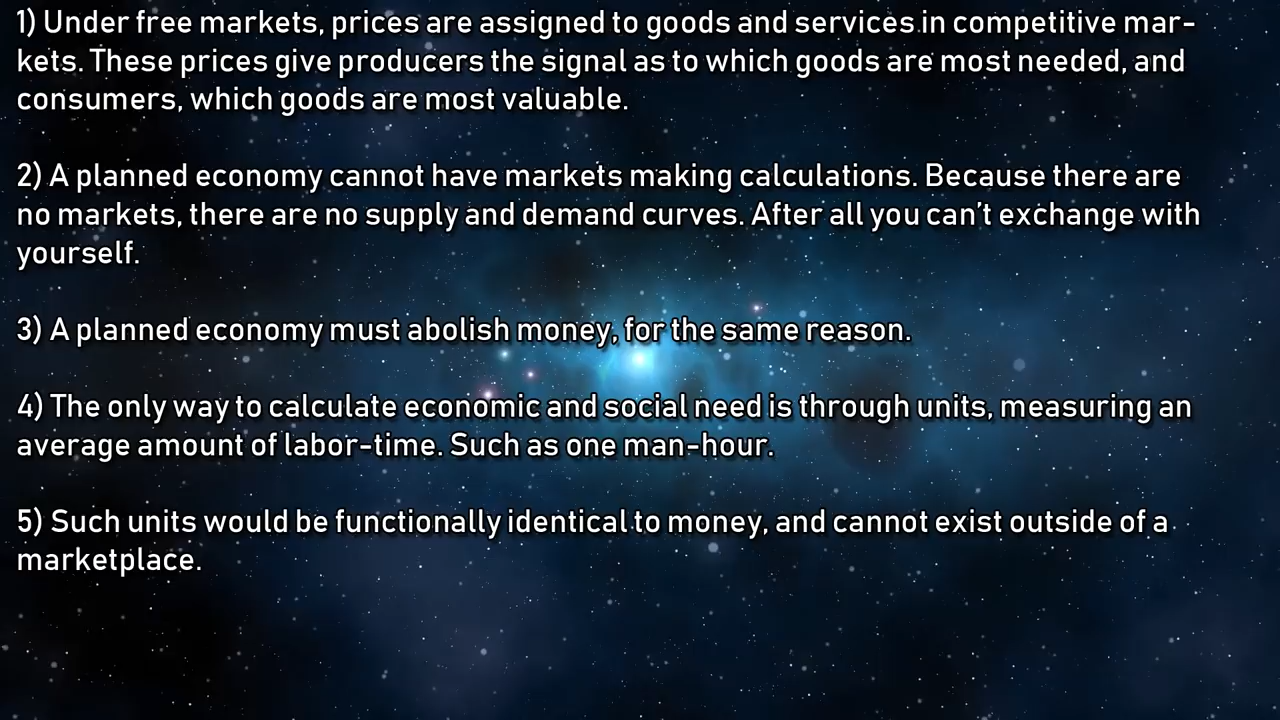 1) Under free markets, prices are assigned to goods and services in competitive mar-
kets. These prices give producers the signal as to which goods are most needed, and
consumers, which goods are most valuable.
2) A planned economy cannot have markets making calculations. Because there are
no markets, there are no supply and demand curves. After all you can't exchange with
yourself.
3) A planned economy must abolish money, for the same reason.
4) The only way to calculate economic and social need is through units, measuring an
average amount of labor-time. Such as one man-hour.
5) Such units would be functionally identical to money, and cannot exist outside of a
marketplace.